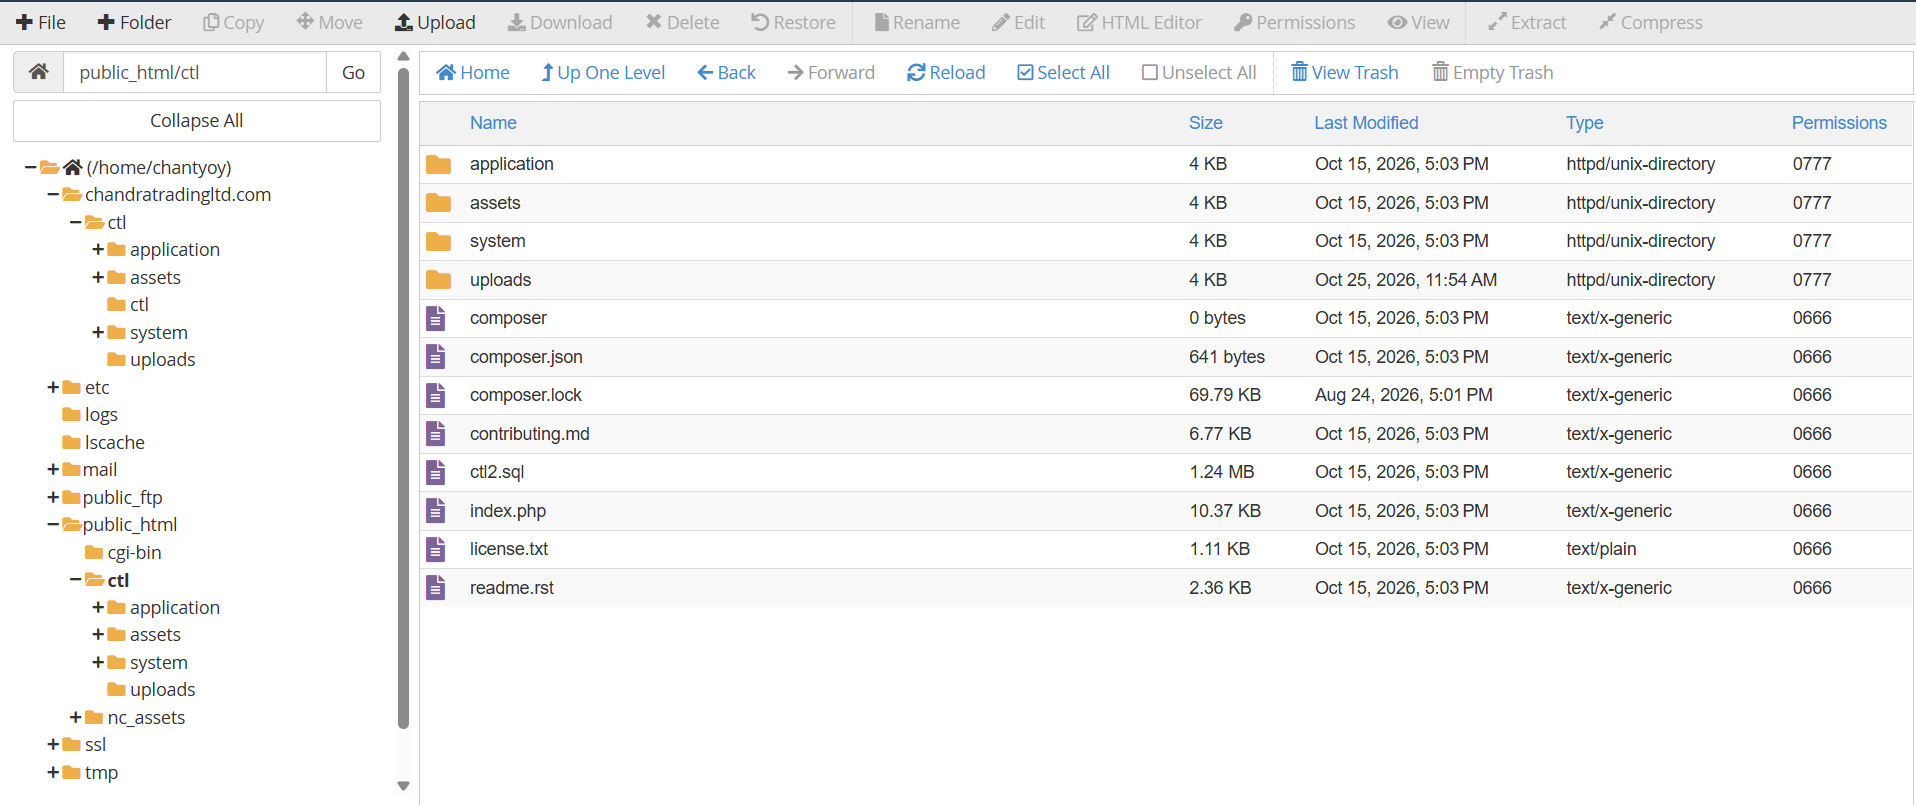 File Folder Copy Move Upload Download Delete Restore Rename Edit HTML Editor Permissions View Extract Compress
public_html/ctl Go
Collapse All
(/home/chantyoy)
chandratradingltd.com
ctl
application
assets
ctl
system
uploads
etc
logs
lscache
mail
public_ftp
public_html
cgi-bin
ctl
application
assets
system
uploads
nc_assets
ssl
tmp
Home Up One Level Back Forward Reload Select All Unselect All View Trash Empty Trash
Name Size Last Modified Type Permissions
application 4 KB Oct 15, 2026, 5:03 PM httpd/unix-directory 0777
assets 4 KB Oct 15, 2026, 5:03 PM httpd/unix-directory 0777
system 4 KB Oct 15, 2026, 5:03 PM httpd/unix-directory 0777
uploads 4 KB Oct 25, 2026, 11:54 AM httpd/unix-directory 0777
composer 0 bytes Oct 15, 2026, 5:03 PM text/x-generic 0666
composer.json 641 bytes Oct 15, 2026, 5:03 PM text/x-generic 0666
composer.lock 69.79 KB Aug 24, 2026, 5:01 PM text/x-generic 0666
contributing.md 6.77 KB Oct 15, 2026, 5:03 PM text/x-generic 0666
ctl2.sql 1.24 MB Oct 15, 2026, 5:03 PM text/x-generic 0666
index.php 10.37 KB Oct 15, 2026, 5:03 PM text/x-generic 0666
license.txt 1.11 KB Oct 15, 2026, 5:03 PM text/plain 0666
readme.rst 2.36 KB Oct 15, 2026, 5:03 PM text/x-generic 0666